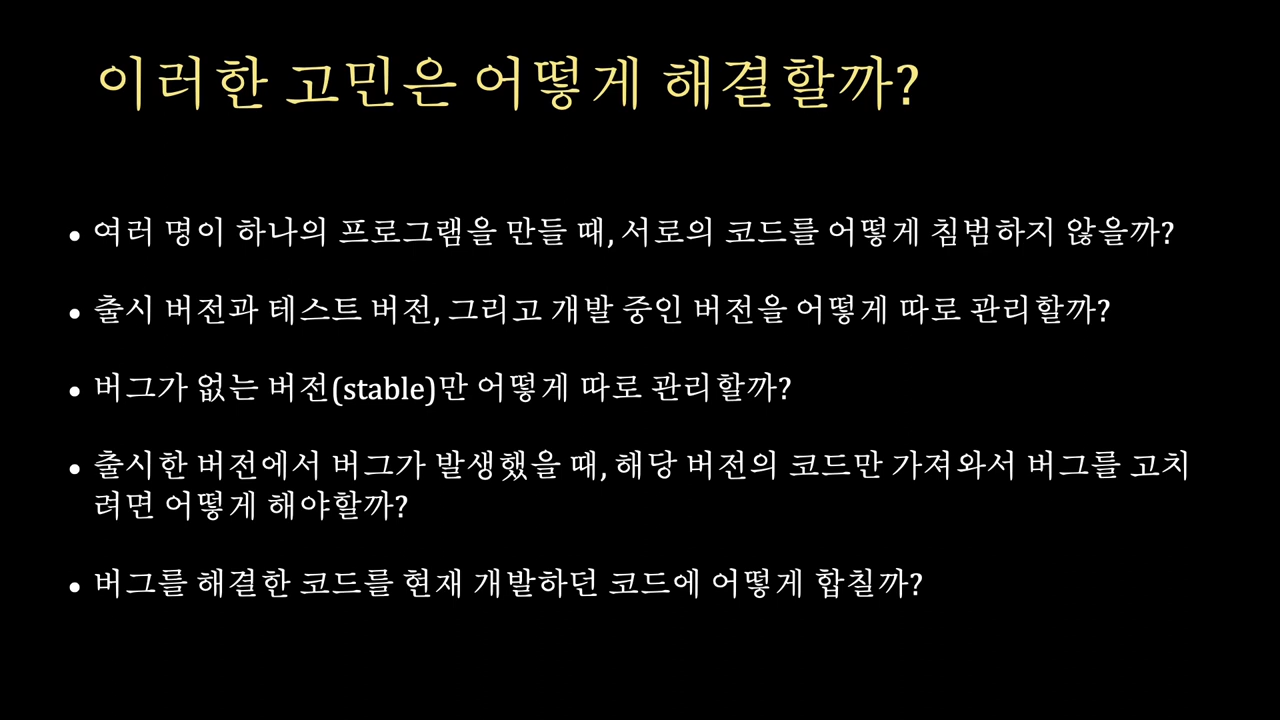 이러한 고민은 어떻게 해결할까?
• 여러 명이 하나의 프로그램을 만들 때, 서로의 코드를 어떻게 침범하지 않을까?
• 출시 버전과 테스트 버전, 그리고 개발 중인 버전을 어떻게 따로 관리할까?
• 버그가 없는 버전(stable)만 어떻게 따로 관리할까?
• 출시한 버전에서 버그가 발생했을 때, 해당 버전의 코드만 가져와서 버그를 고치
려면 어떻게 해야할까?
• 버그를 해결한 코드를 현재 개발하던 코드에 어떻게 합칠까?